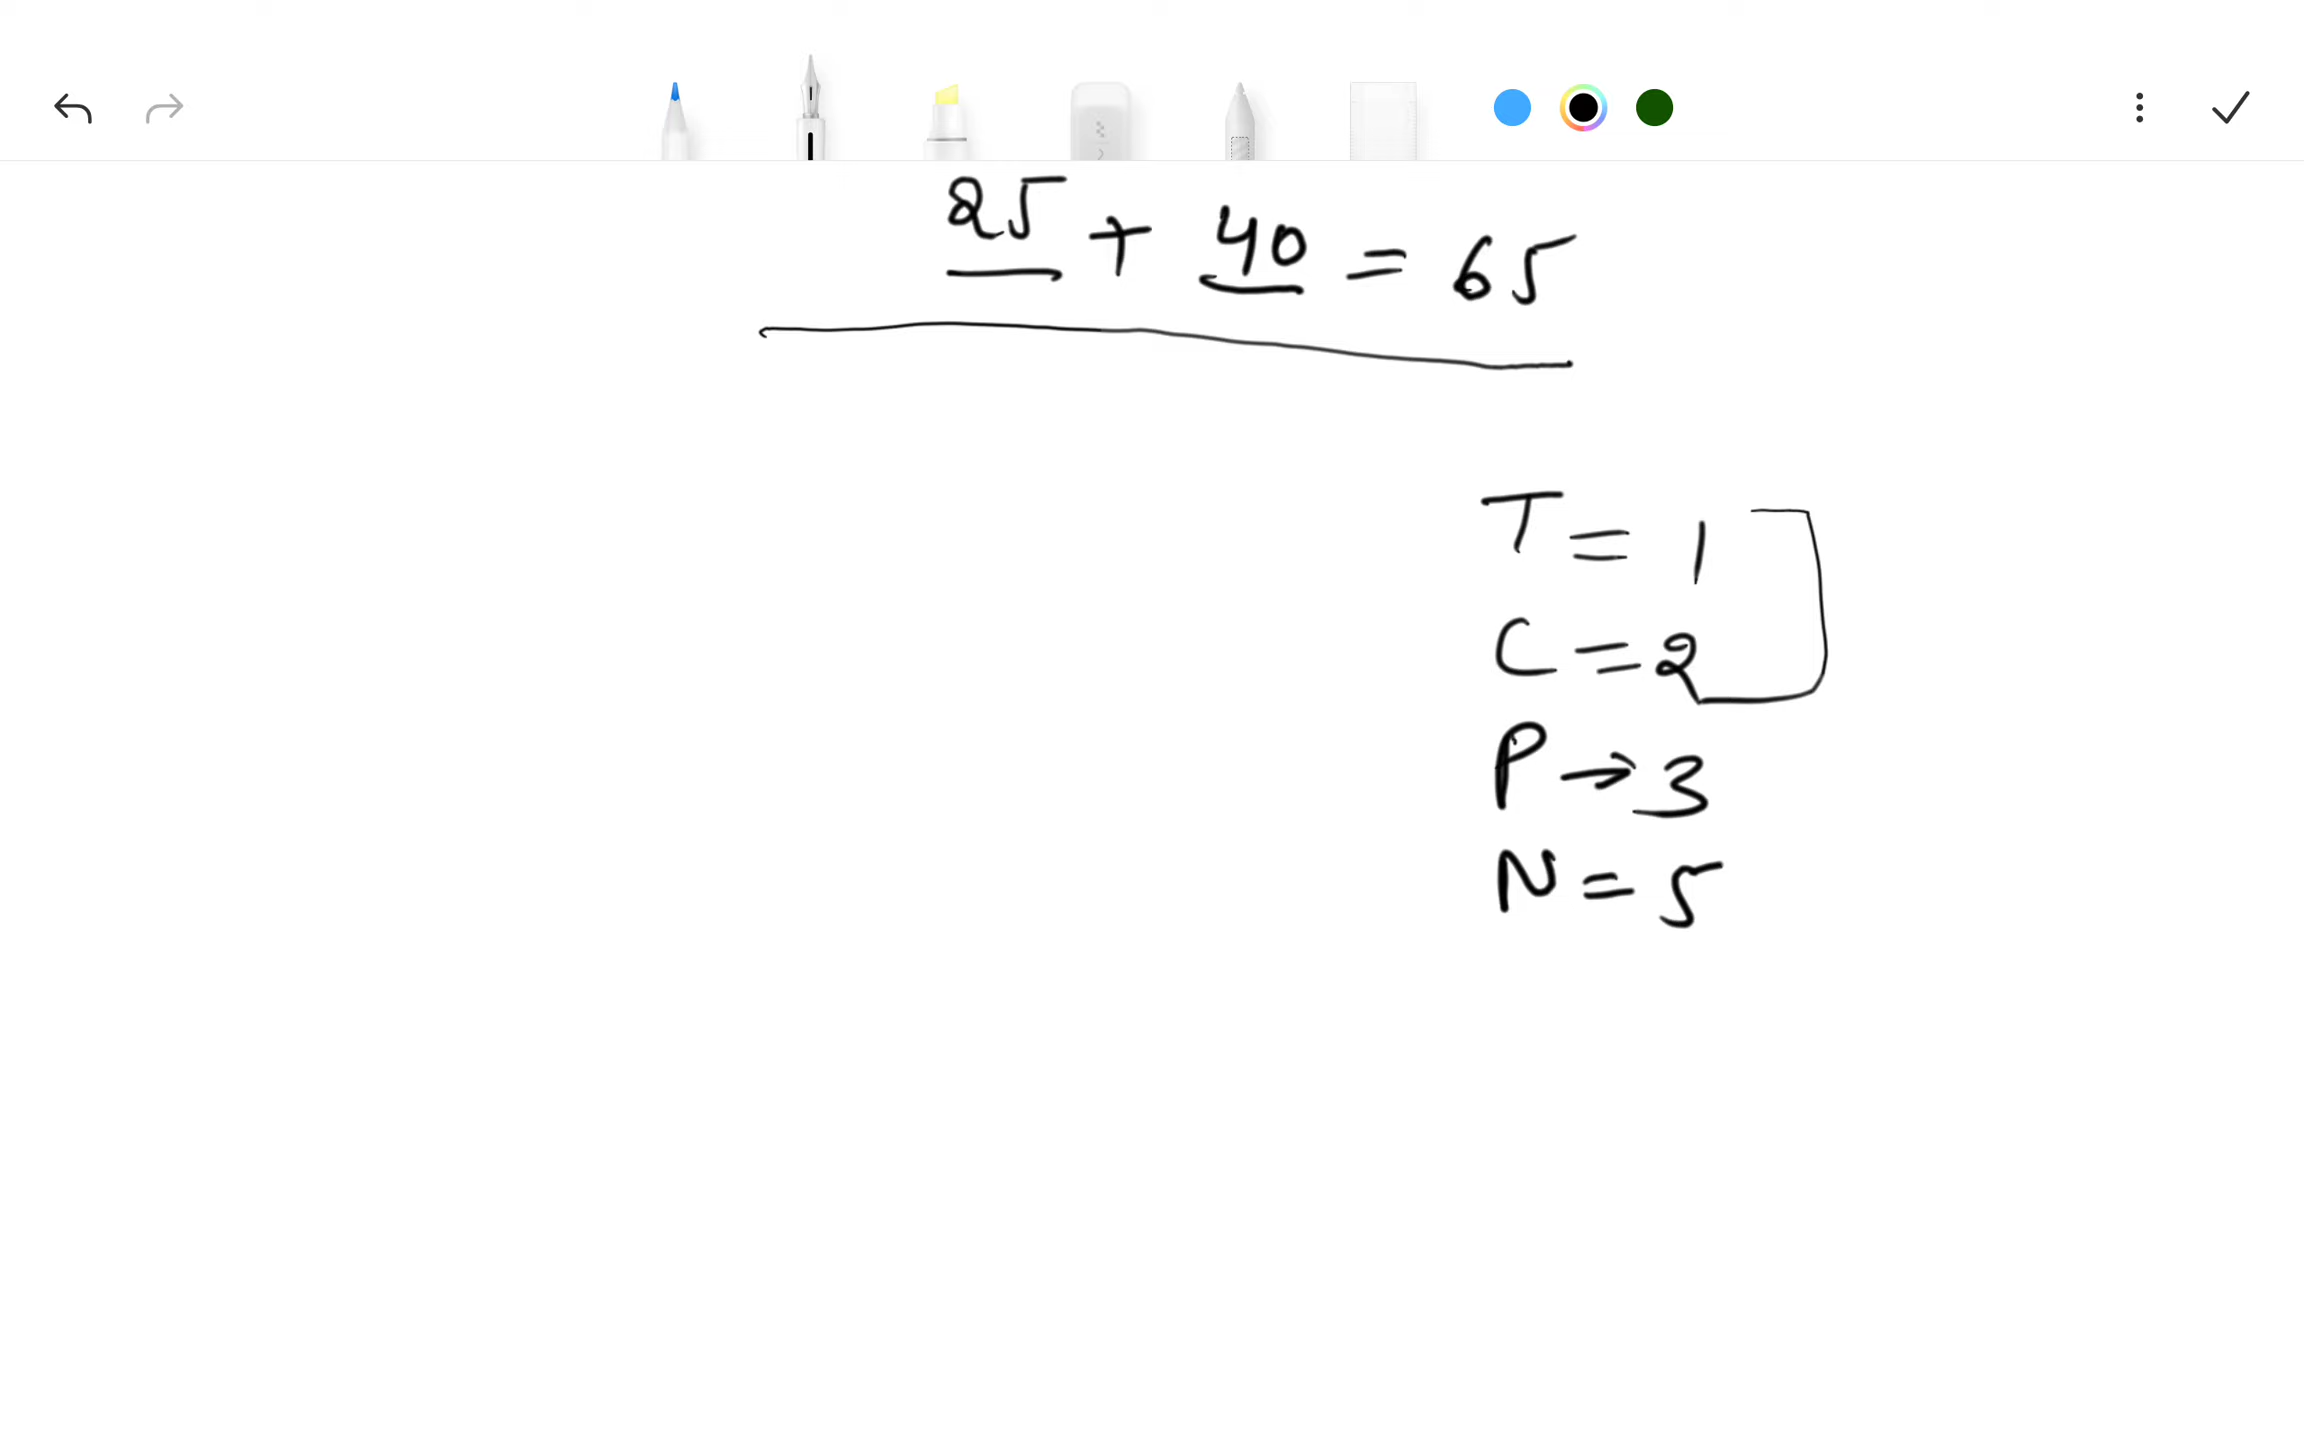 25 + 40 = 65
T = 1
C = 2
P → 3
N = 5